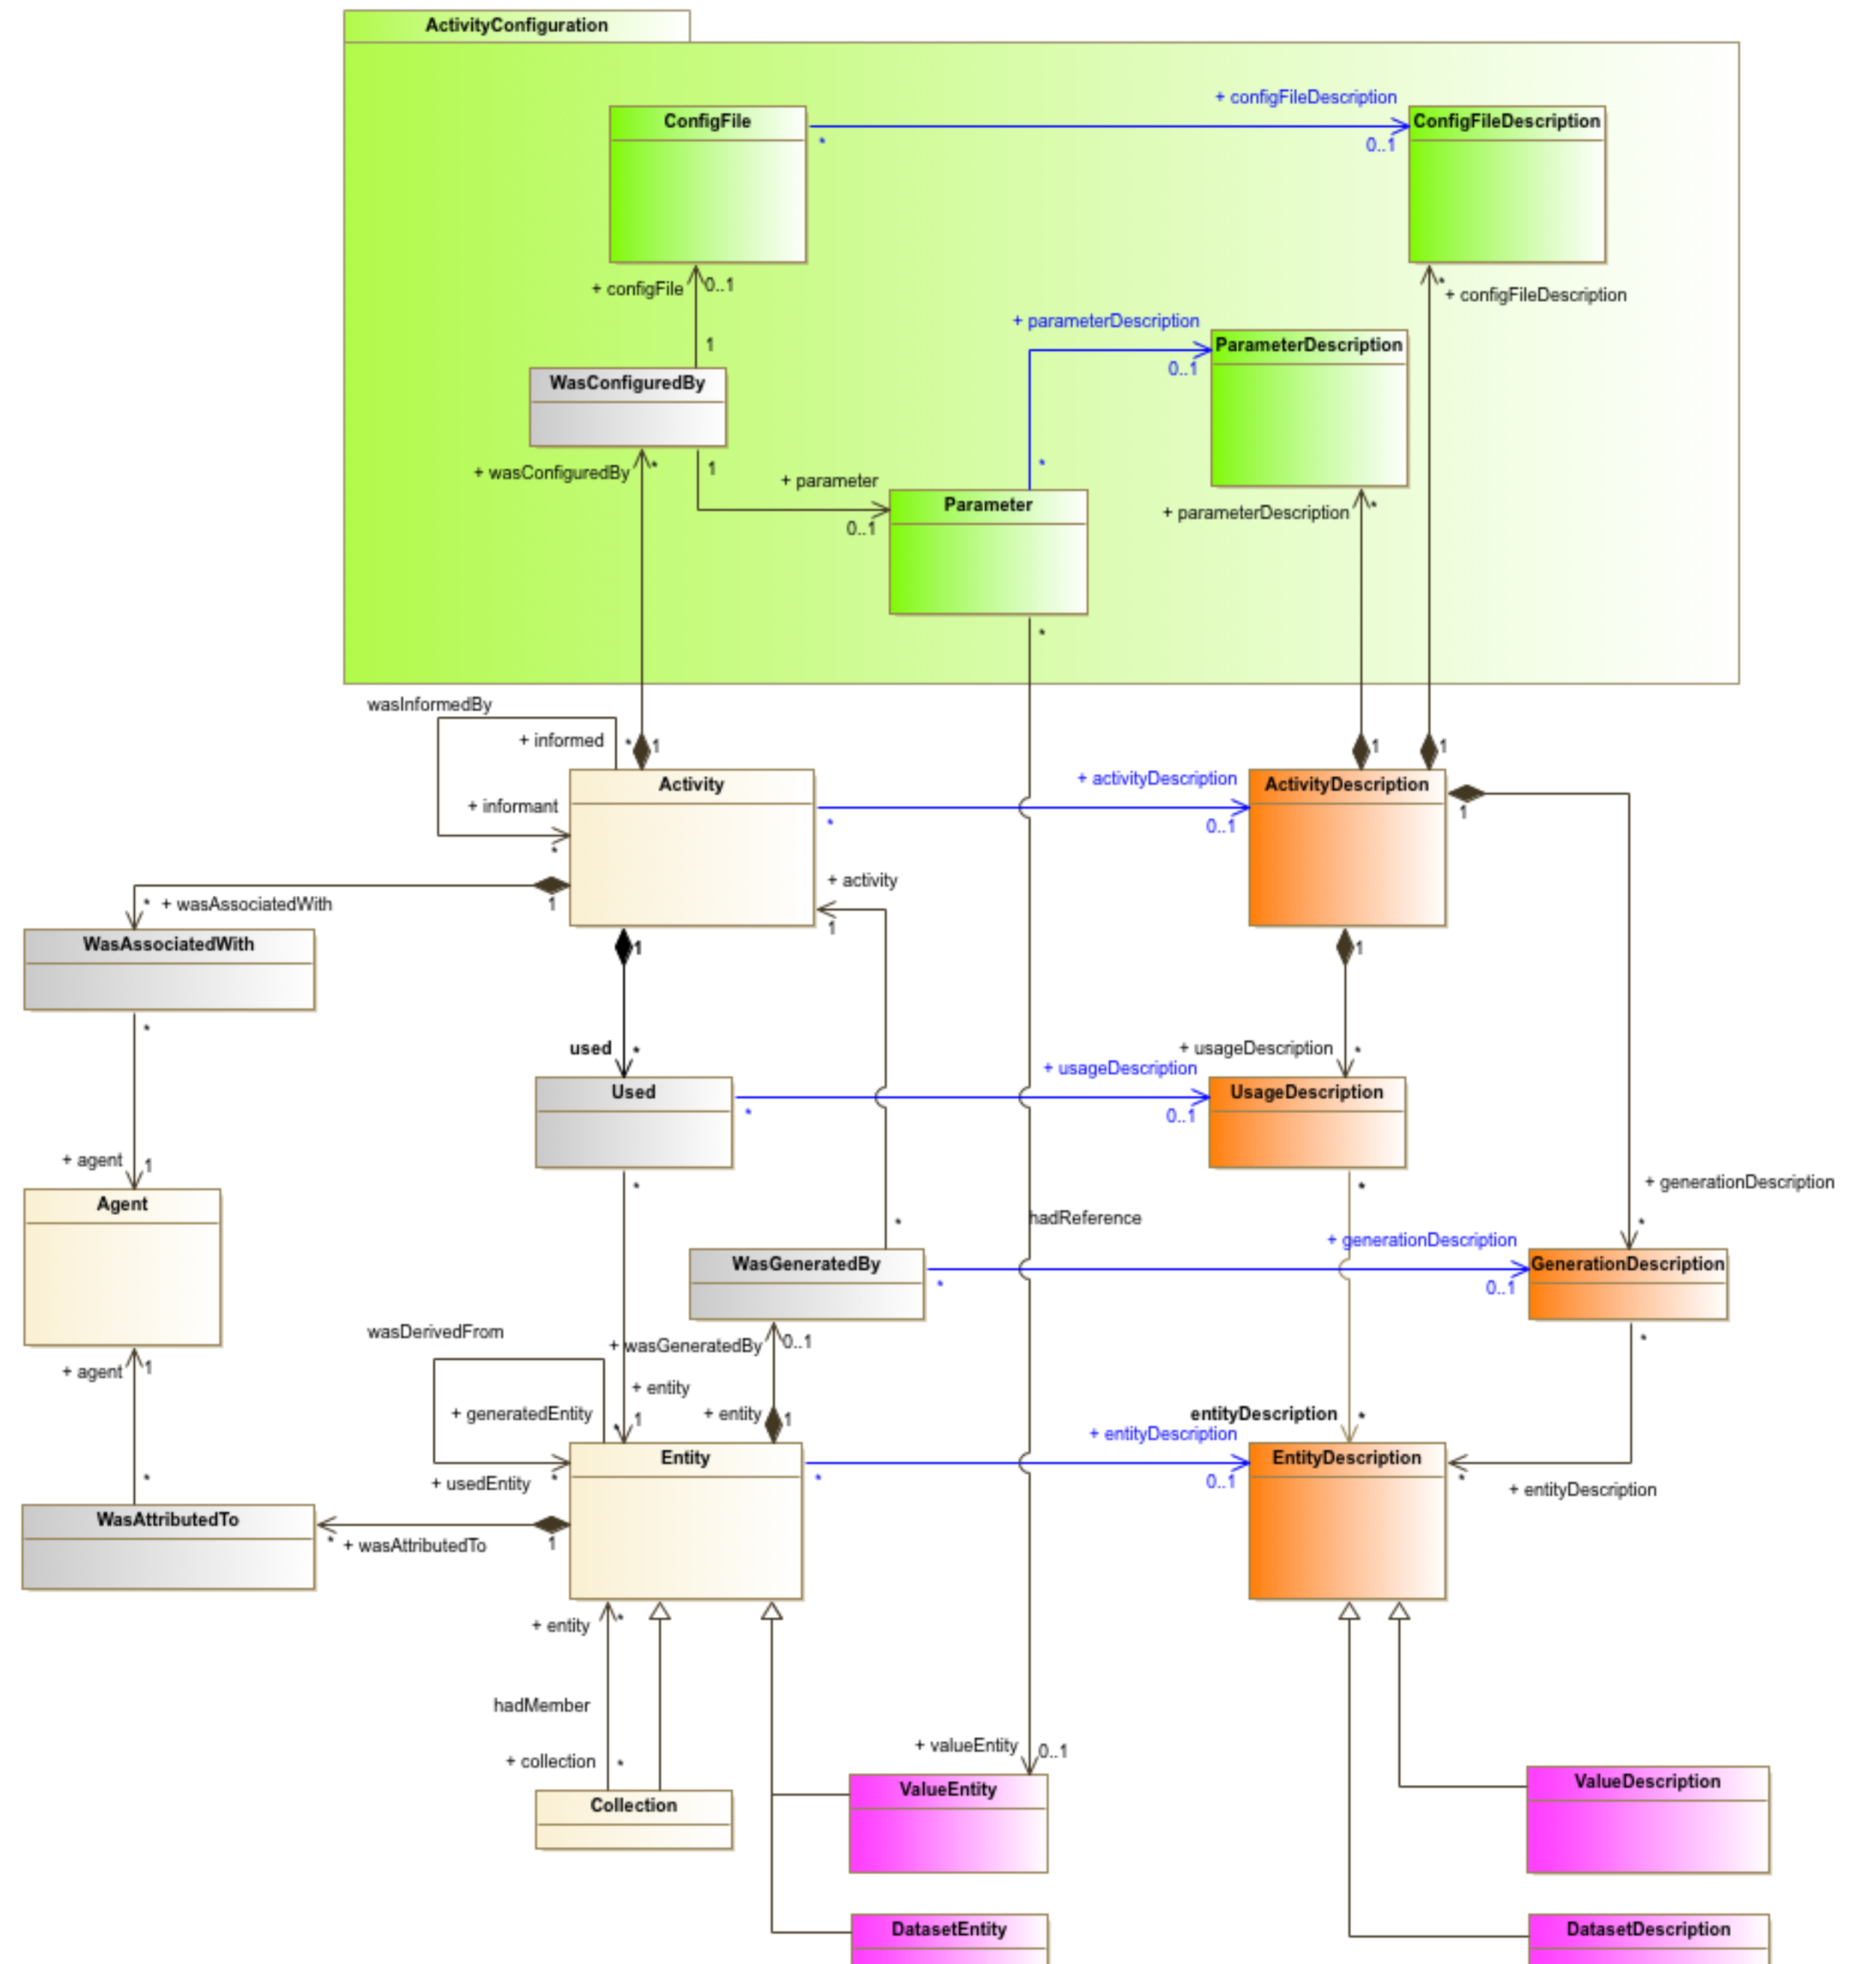 ActivityConfiguration
+ configFileDescription
ConfigFile
ConfigFileDescription
*
0..1
+ configFile
0..1
*
+ configFileDescription
+ parameterDescription
1
ParameterDescription
0..1
WasConfiguredBy
+ wasConfiguredBy
*
1
+ parameter
*
Parameter
0..1
+ parameterDescription
*
*
wasInformedBy
+ informed
*
1
1
1
Activity
+ activityDescription
ActivityDescription
+ informant
*
*
0..1
1
+ activity
1
* + wasAssociatedWith
1
WasAssociatedWith
1
1
*
used
*
+ usageDescription
*
+ usageDescription
Used
UsageDescription
*
0..1
+ agent
1
*
*
+ generationDescription
Agent
*
hadReference
*
+ generationDescription
WasGeneratedBy
GenerationDescription
*
0..1
wasDerivedFrom
+ wasGeneratedBy
0..1
*
+ agent
1
+ entity
+ generatedEntity
*
1
+ entity
1
entityDescription
*
+ entityDescription
Entity
EntityDescription
*
+ usedEntity
*
*
0..1
*
+ entityDescription
WasAttributedTo
* + wasAttributedTo
1
+ entity
*
hadMember
+ valueEntity
0..1
+ collection
*
ValueEntity
ValueDescription
Collection
DatasetEntity
DatasetDescription